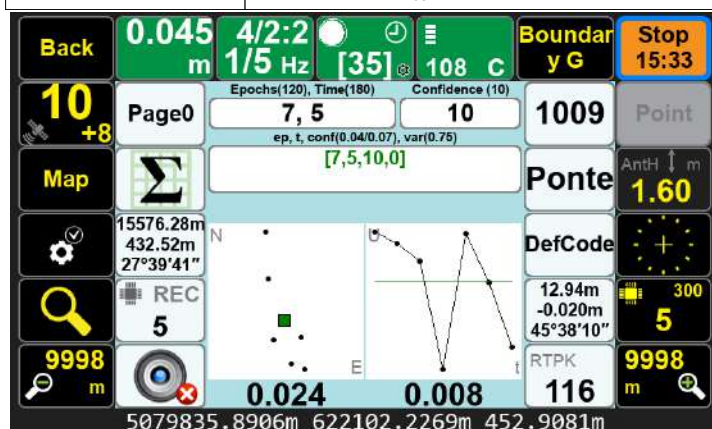 Back
0.045
m
4/2:2
1/5 Hz
[35]
108 C
Boundar
y G
Stop
15:33
10
+8
Page0
Epochs(120), Time(180)
Confidence (10)
7, 5
10
ep, t, conf(0.04/0.07), var(0.75)
[7,5,10,0]
1009
Point
Map
Σ
Ponte
AntH m
1.60
15576.28m
432.52m
27°39'41"
N
E
U
t
DefCode
REC
5
12.94m
-0.020m
45°38'10"
300
5
9998
m
0.024
0.008
RTPK
116
9998
m
5079835.8906m 622102.2269m 452.9081m